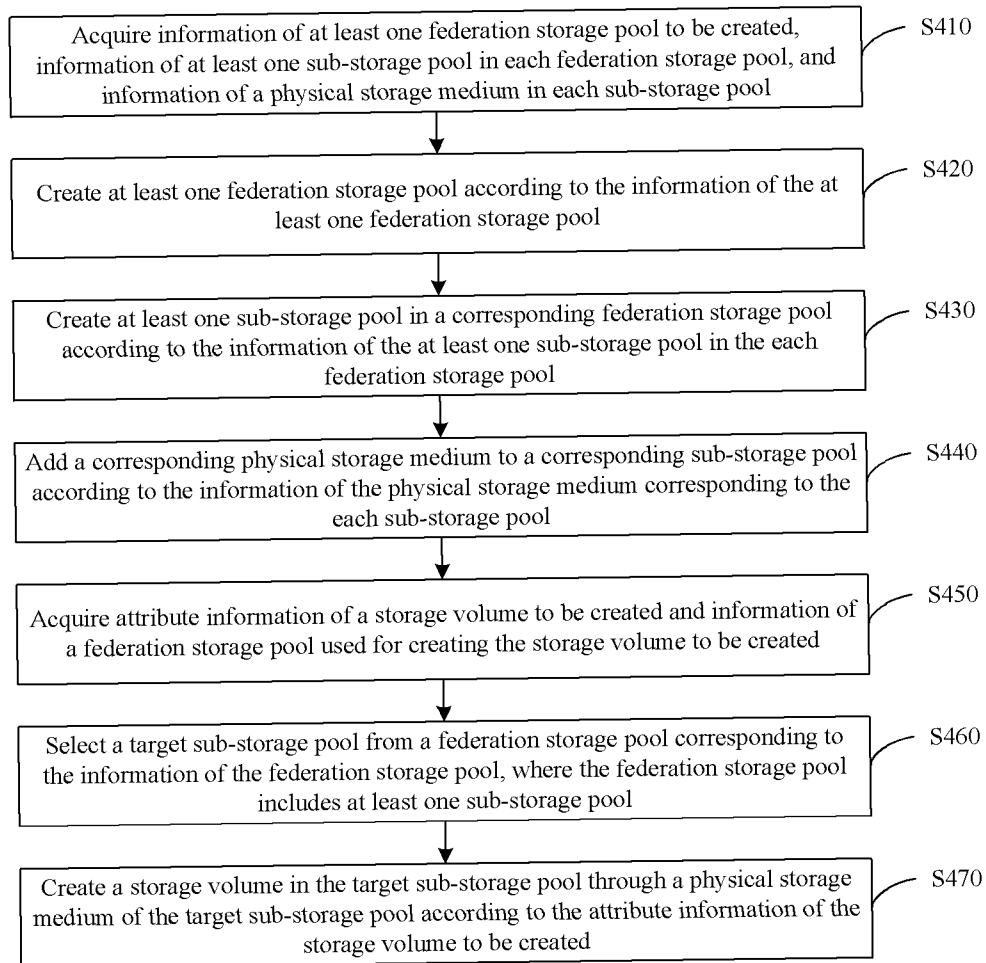 Acquire information of at least one federation storage pool to be created,
information of at least one sub-storage pool in each federation storage pool, and
information of a physical storage medium in each sub-storage pool
S410
Create at least one federation storage pool according to the information of the at
least one federation storage pool
S420
Create at least one sub-storage pool in a corresponding federation storage pool
according to the information of the at least one sub-storage pool in the each
federation storage pool
S430
Add a corresponding physical storage medium to a corresponding sub-storage pool
according to the information of the physical storage medium corresponding to the
each sub-storage pool
S440
Acquire attribute information of a storage volume to be created and information of
a federation storage pool used for creating the storage volume to be created
S450
Select a target sub-storage pool from a federation storage pool corresponding to
the information of the federation storage pool, where the federation storage pool
includes at least one sub-storage pool
S460
Create a storage volume in the target sub-storage pool through a physical storage
medium of the target sub-storage pool according to the attribute information of the
storage volume to be created
S470